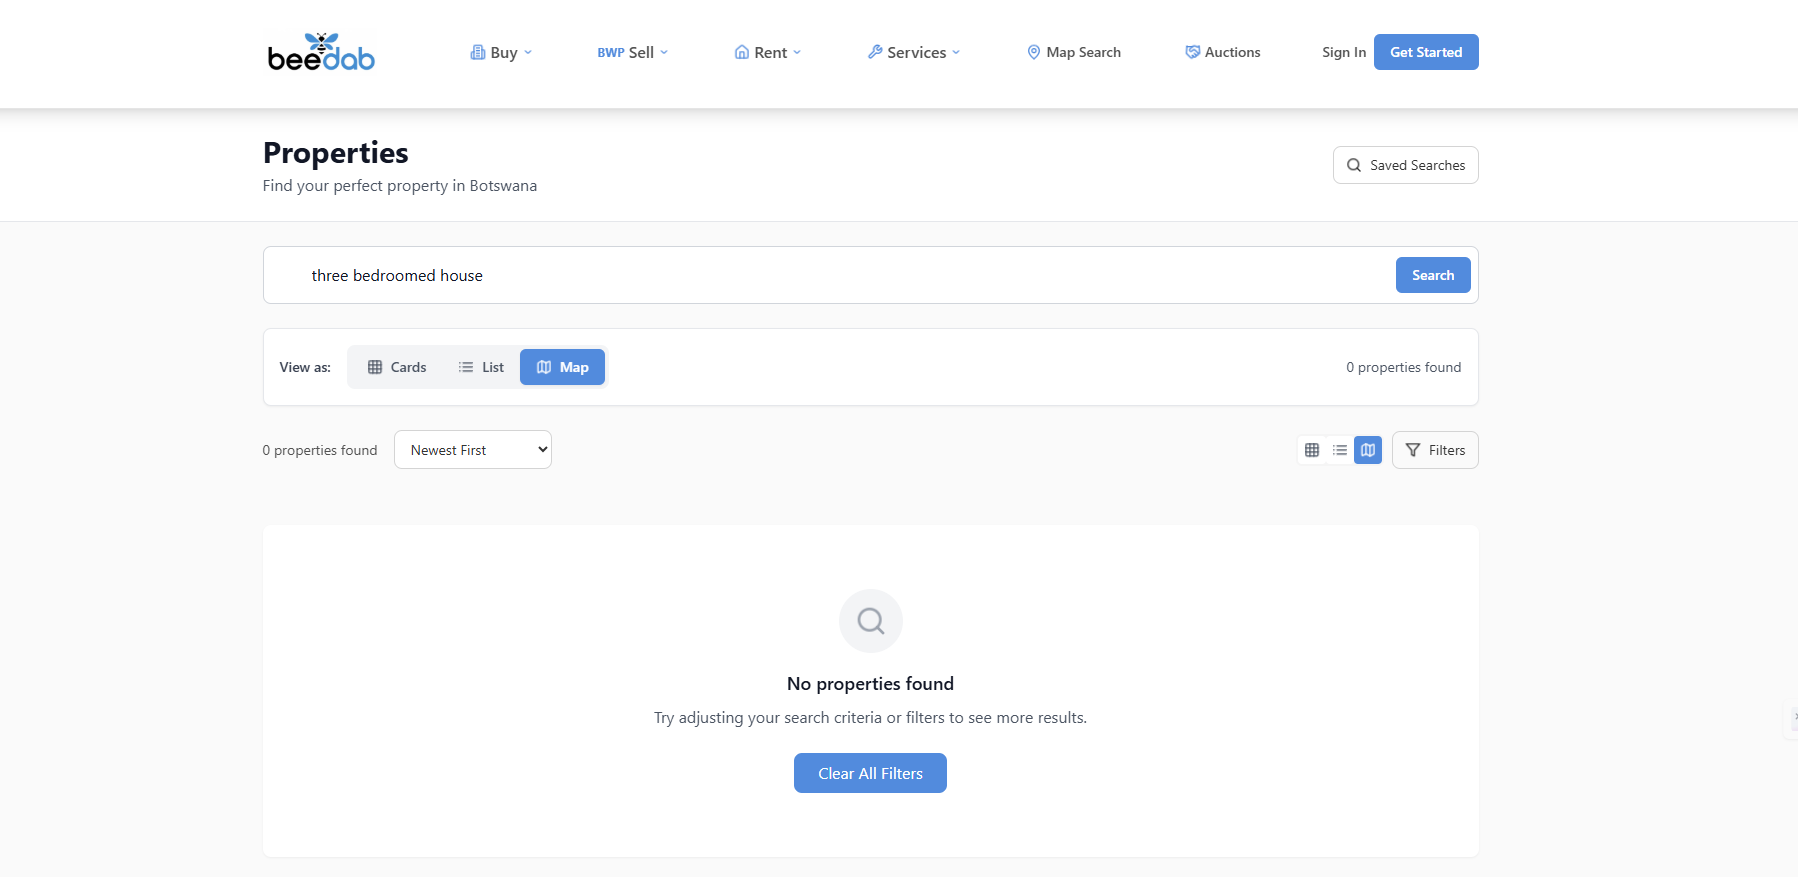 beedab
Buy
BWP Sell
Rent
Services
Map Search
Auctions
Sign In
Get Started
Properties
Find your perfect property in Botswana
Saved Searches
three bedroomed house
Search
View as:
Cards
List
Map
0 properties found
0 properties found
Newest First
Filters
No properties found
Try adjusting your search criteria or filters to see more results.
Clear All Filters